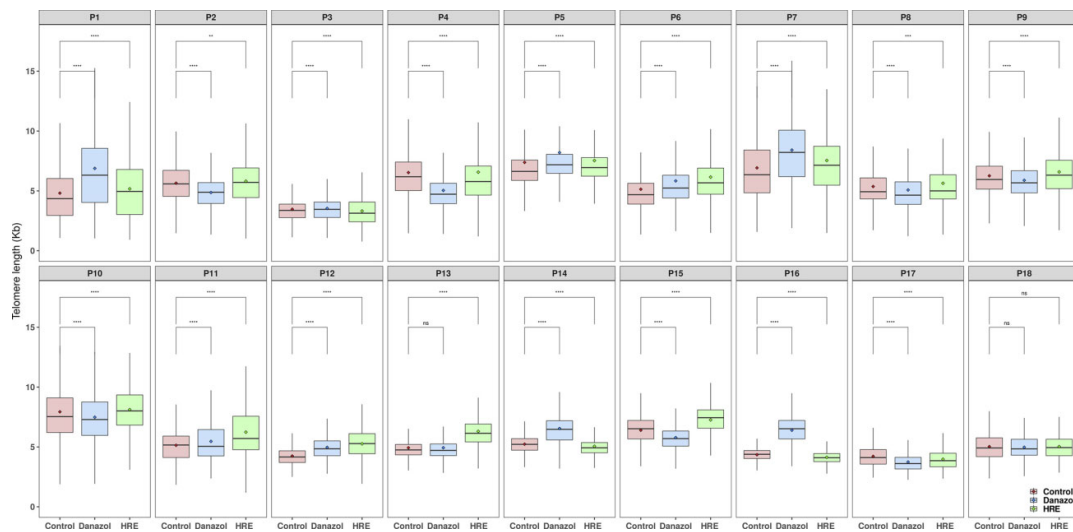 P1 P2 P3 P4 P5 P6 P7 P8 P9
**** ** **** **** **** **** **** *** ****
**** **** **** **** **** **** **** **** ****
15
10
5
0
Telomere length (Kb)
P10 P11 P12 P13 P14 P15 P16 P17 P18
**** **** **** **** **** **** **** **** ns
**** **** **** ns **** **** **** **** ns
15
10
5
0
Control Danazol HRE Control Danazol HRE Control Danazol HRE Control Danazol HRE Control Danazol HRE Control Danazol HRE Control Danazol HRE Control Danazol HRE Control Danazol HRE
Control
Danazol
HRE